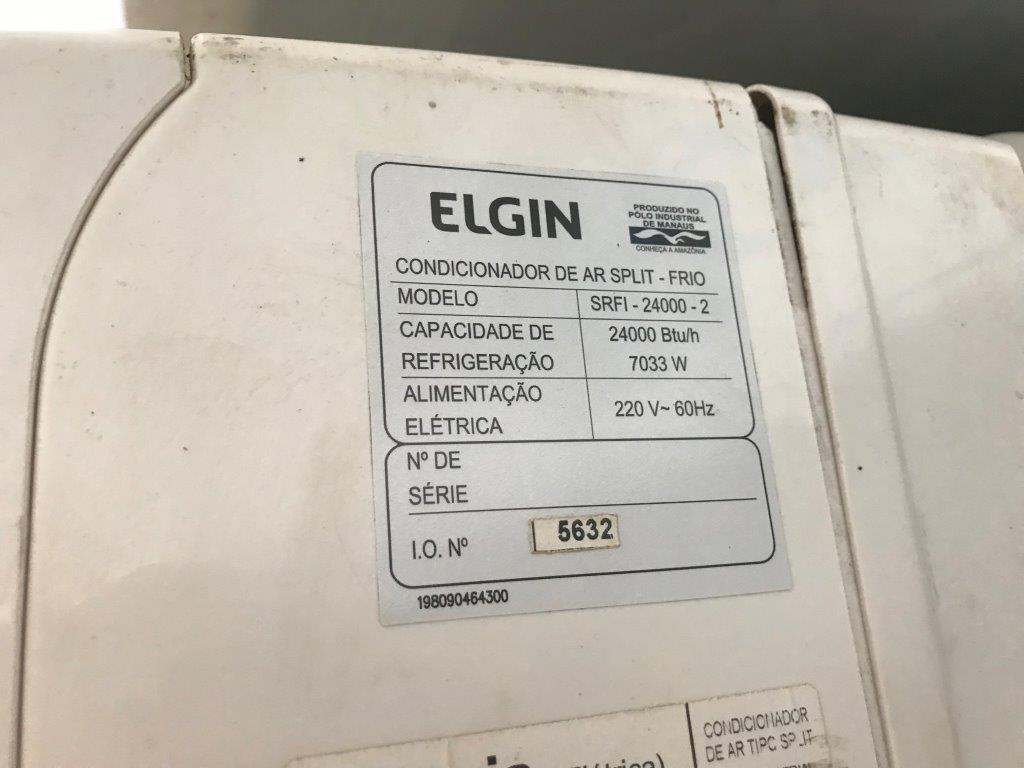 ELGIN
PRODUZIDO NO
PÓLO INDUSTRIAL
DE MANAUS
CONHEÇA A AMAZÔNIA
CONDICIONADOR DE AR SPLIT - FRIO
MODELO SRFI - 24000 - 2
CAPACIDADE DE 24000 Btu/h
REFRIGERAÇÃO 7033 W
ALIMENTAÇÃO
ELÉTRICA 220 V~ 60Hz
Nº DE
SÉRIE
I.O. Nº 5632
198090464300
CONDICIONADOR
DE AR TIPO SPLIT